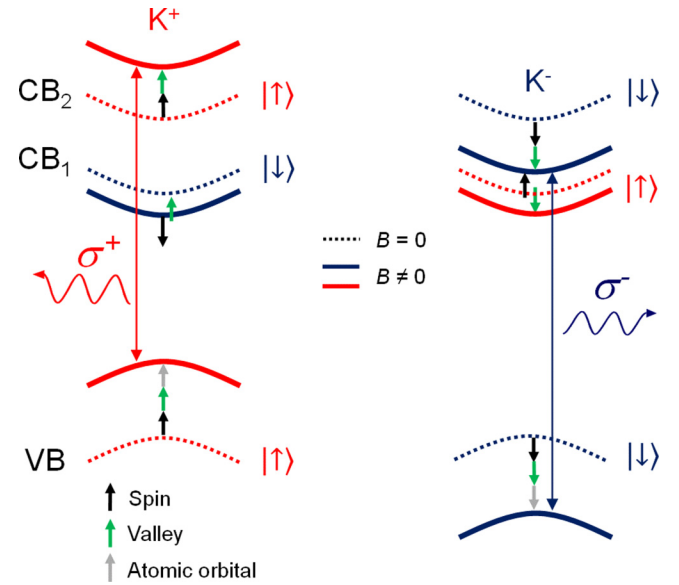 K⁺
CB₂
|↑⟩
CB₁
|↓⟩
σ⁺
VB
|↑⟩
Spin
Valley
Atomic orbital
B = 0
B ≠ 0
K⁻
|↓⟩
|↑⟩
σ⁻
|↓⟩